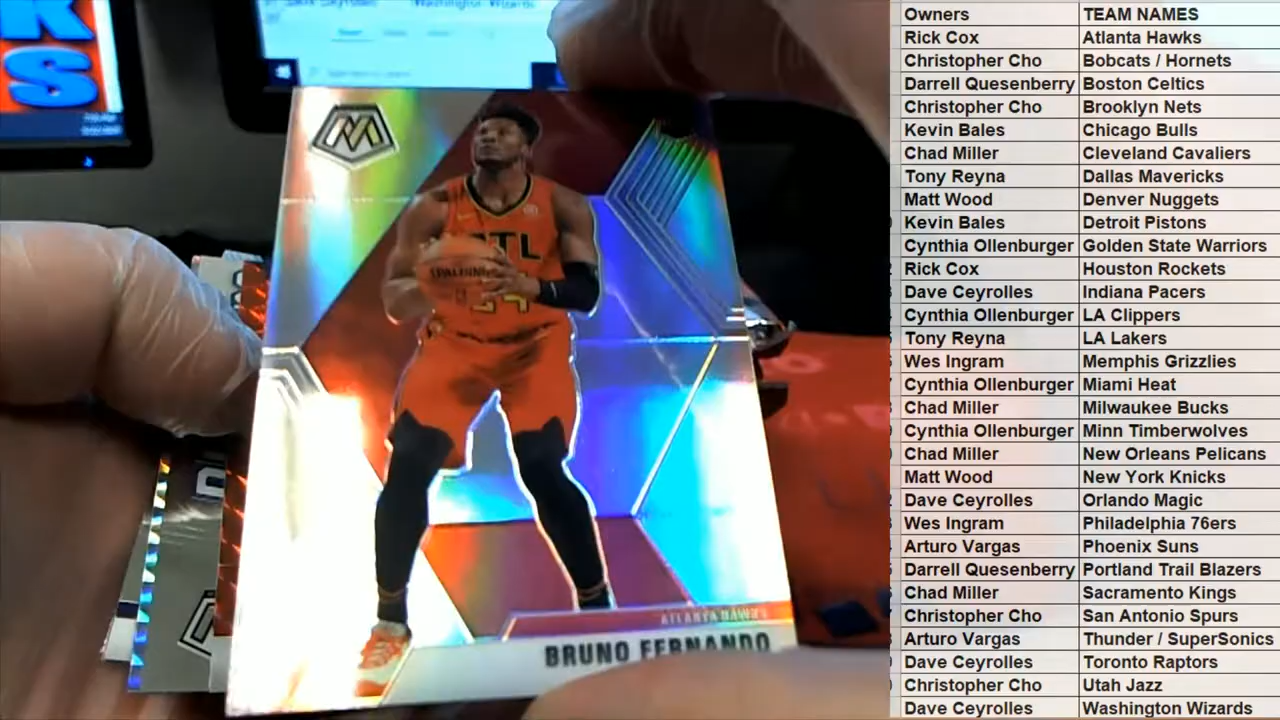 K
S
Washington Wizards
M
ATL
SPALDING
24
ATLANTA HAWKS
BRUNO FERNANDO
Owners TEAM NAMES
Rick Cox Atlanta Hawks
Christopher Cho Bobcats / Hornets
Darrell Quesenberry Boston Celtics
Christopher Cho Brooklyn Nets
Kevin Bales Chicago Bulls
Chad Miller Cleveland Cavaliers
Tony Reyna Dallas Mavericks
Matt Wood Denver Nuggets
Kevin Bales Detroit Pistons
Cynthia Ollenburger Golden State Warriors
Rick Cox Houston Rockets
Dave Ceyrolles Indiana Pacers
Cynthia Ollenburger LA Clippers
Tony Reyna LA Lakers
Wes Ingram Memphis Grizzlies
Cynthia Ollenburger Miami Heat
Chad Miller Milwaukee Bucks
Cynthia Ollenburger Minn Timberwolves
Chad Miller New Orleans Pelicans
Matt Wood New York Knicks
Dave Ceyrolles Orlando Magic
Wes Ingram Philadelphia 76ers
Arturo Vargas Phoenix Suns
Darrell Quesenberry Portland Trail Blazers
Chad Miller Sacramento Kings
Christopher Cho San Antonio Spurs
Arturo Vargas Thunder / SuperSonics
Dave Ceyrolles Toronto Raptors
Christopher Cho Utah Jazz
Dave Ceyrolles Washington Wizards